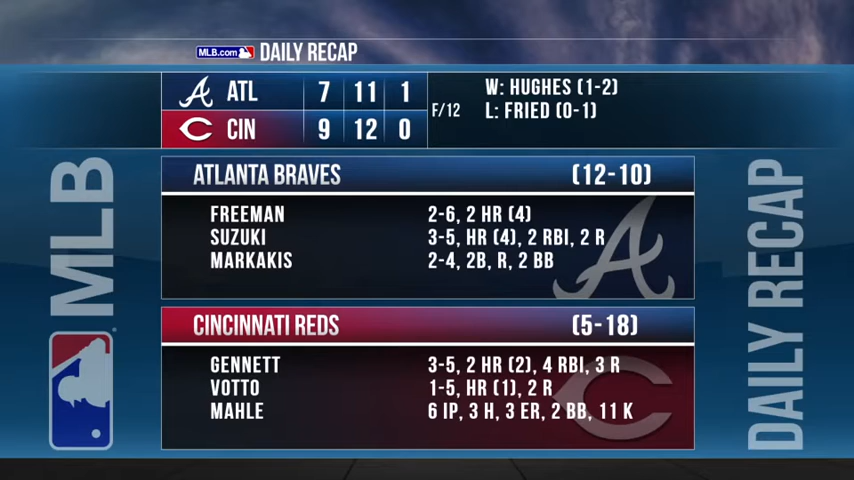 MLB.com DAILY RECAP
ATL 7 11 1
CIN 9 12 0
F/12
W: HUGHES (1-2)
L: FRIED (0-1)
ATLANTA BRAVES (12-10)
FREEMAN 2-6, 2 HR (4)
SUZUKI 3-5, HR (4), 2 RBI, 2 R
MARKAKIS 2-4, 2B, R, 2 BB
CINCINNATI REDS (5-18)
GENNETT 3-5, 2 HR (2), 4 RBI, 3 R
VOTTO 1-5, HR (1), 2 R
MAHLE 6 IP, 3 H, 3 ER, 2 BB, 11 K
MLB
DAILY RECAP